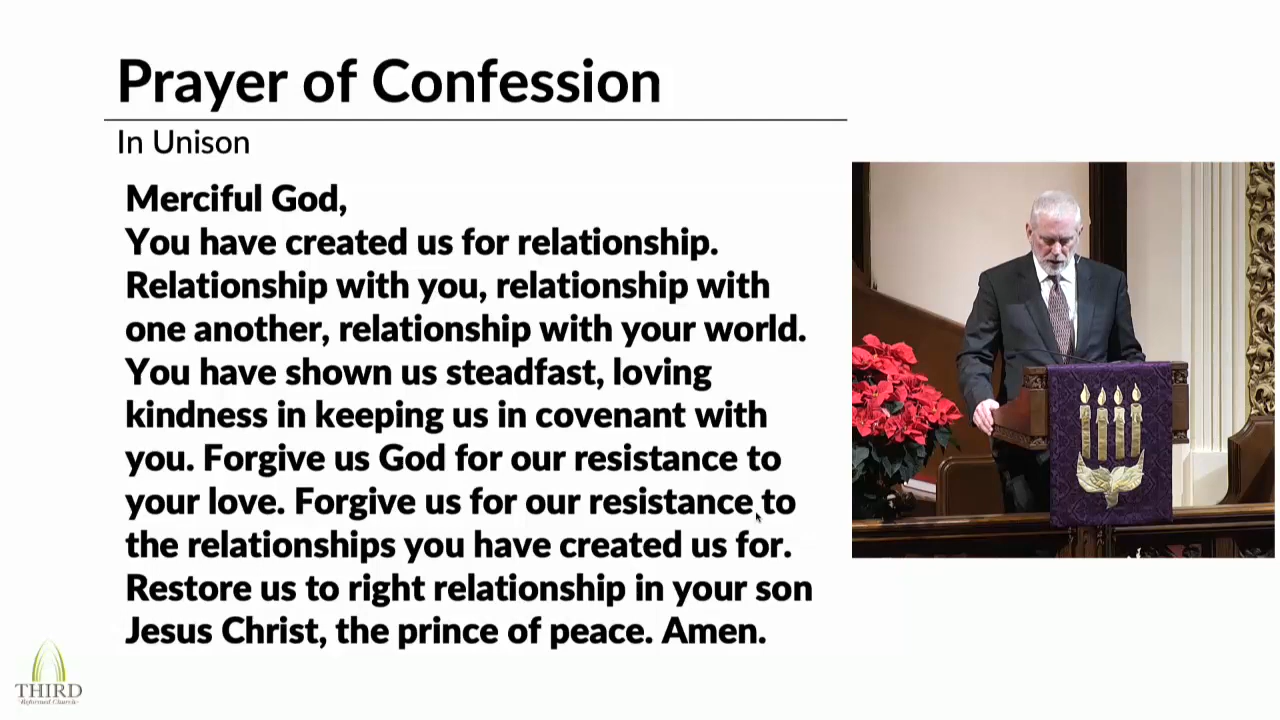 Prayer of Confession
In Unison
Merciful God,
You have created us for relationship.
Relationship with you, relationship with
one another, relationship with your world.
You have shown us steadfast, loving
kindness in keeping us in covenant with
you. Forgive us God for our resistance to
your love. Forgive us for our resistance to
the relationships you have created us for.
Restore us to right relationship in your son
Jesus Christ, the prince of peace. Amen.
THIRD
Reformed Church